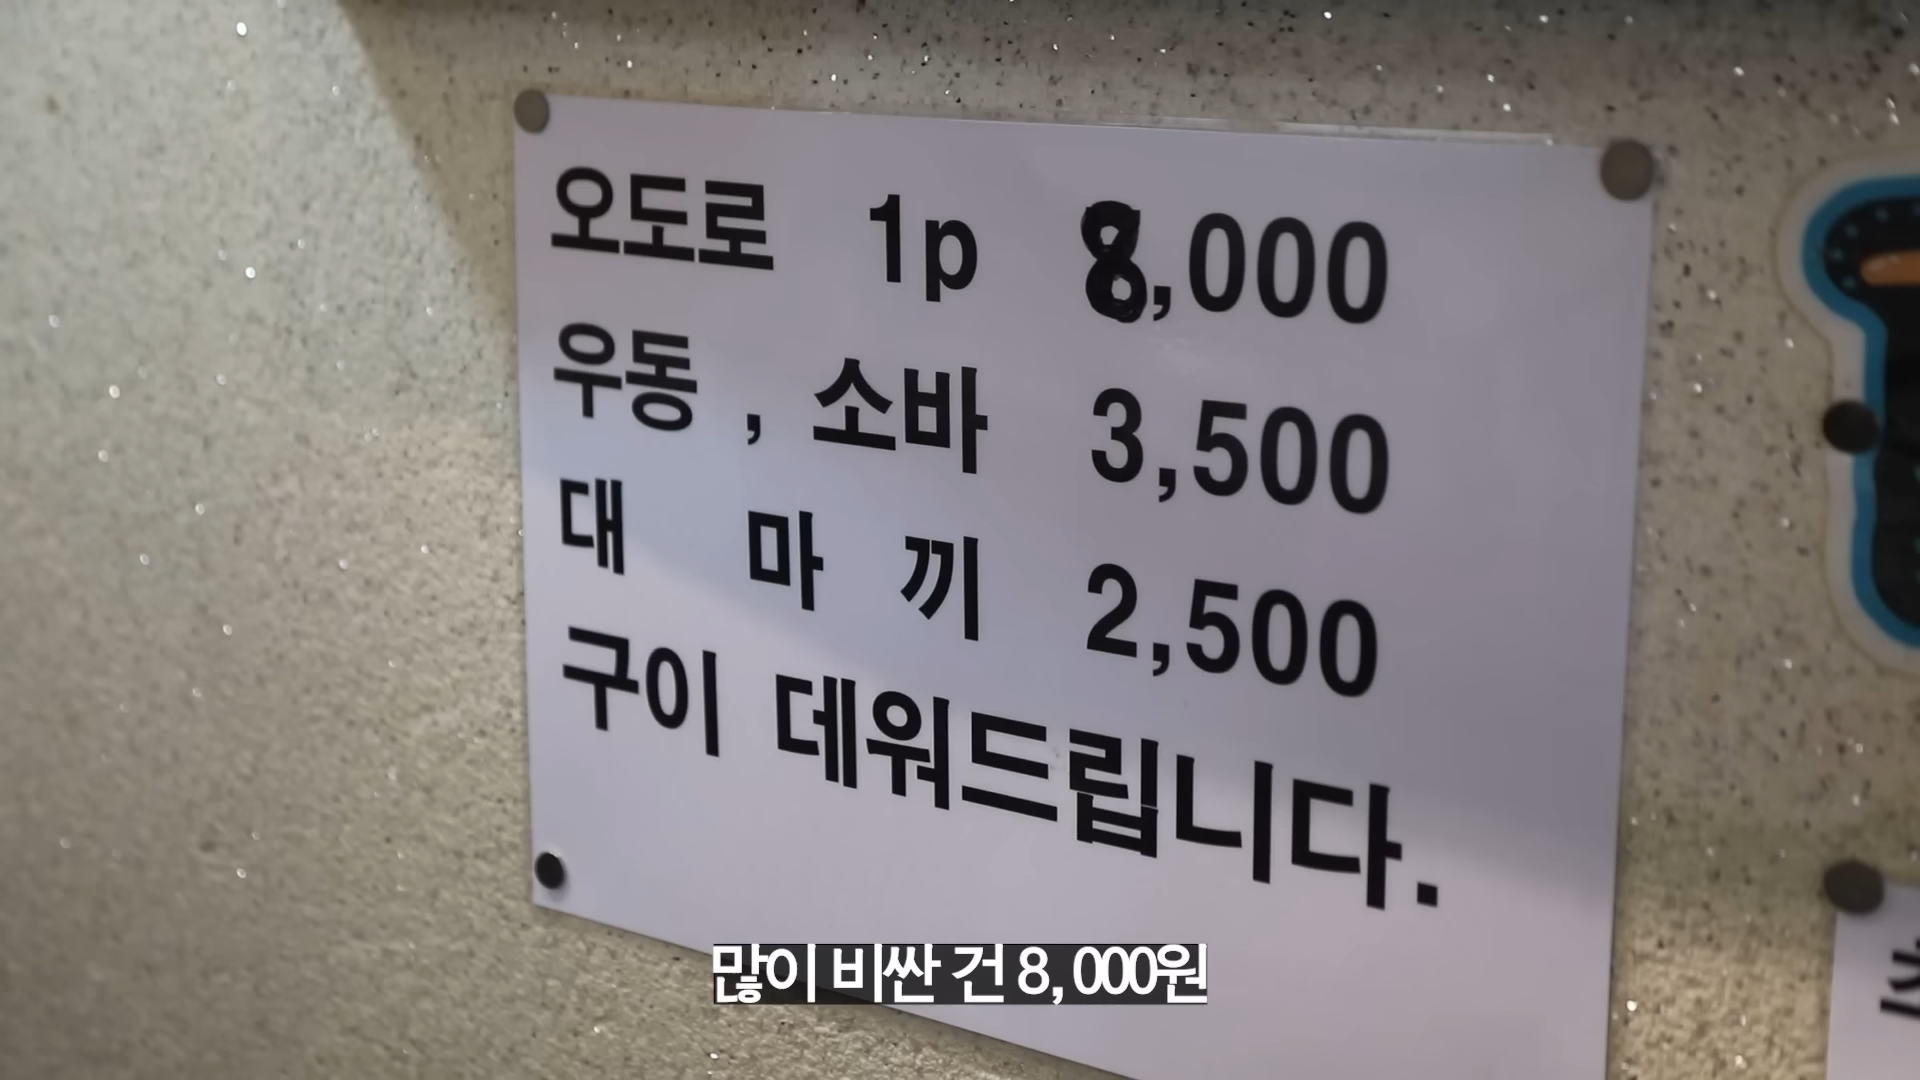 오도로 1p 8,000
우동 , 소바 3,500
대 마 끼 2,500
구이 데워드립니다.
많이 비싼 건 8,000원